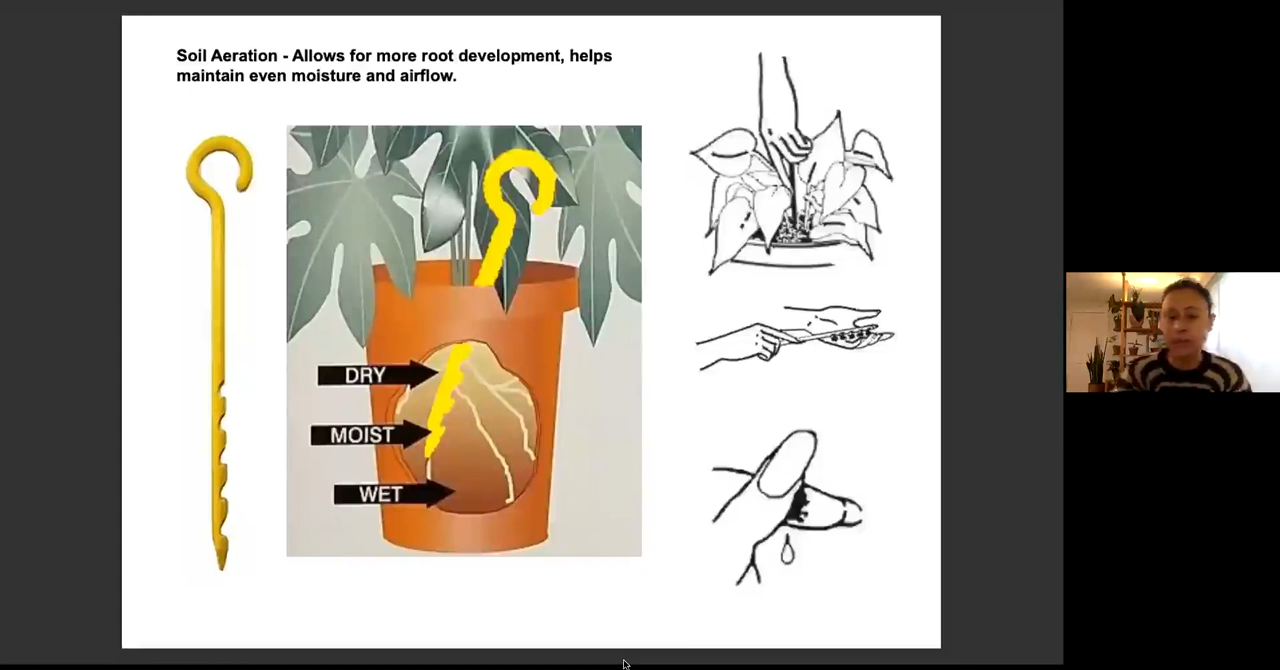 Soil Aeration - Allows for more root development, helps
maintain even moisture and airflow.
DRY
MOIST
WET